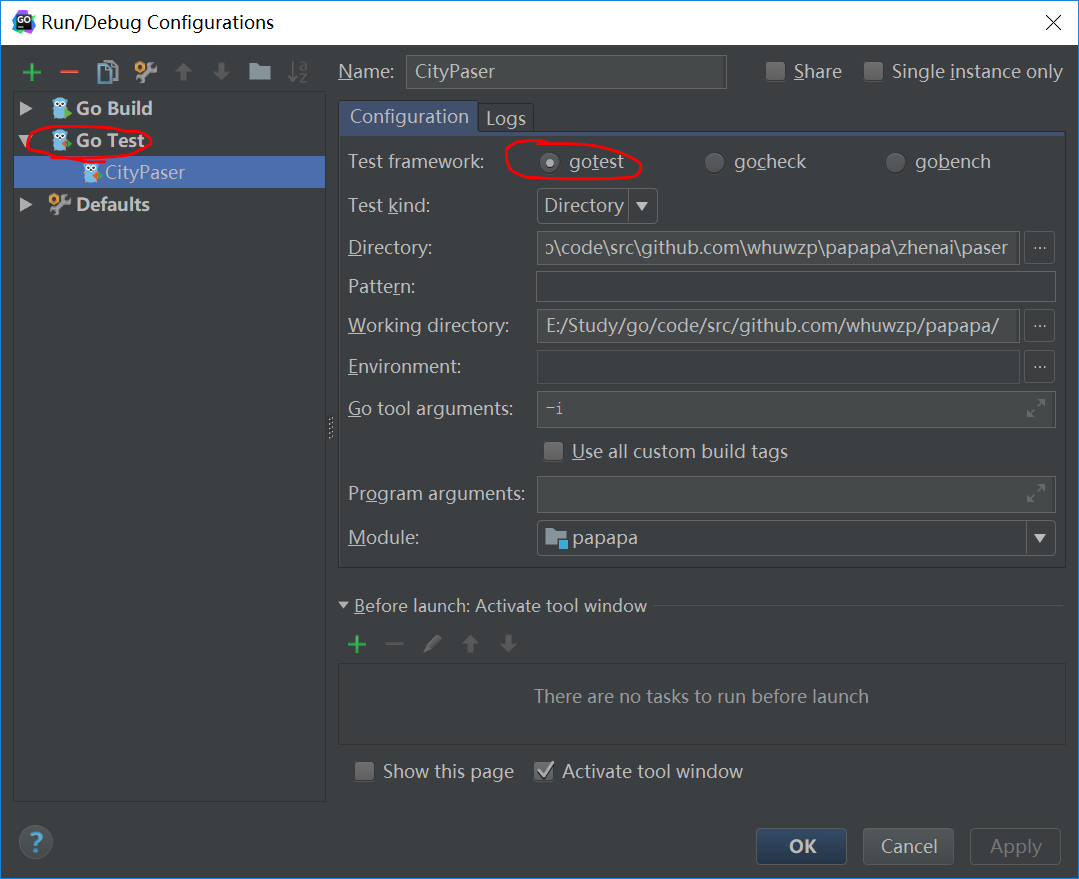 Run/Debug Configurations
Name: CityPaser Share Single instance only
Go Build
Go Test
CityPaser
Defaults
Configuration Logs
Test framework: gotest gocheck gobench
Test kind: Directory
Directory: o\code\src\github.com\whuwzp\papapa\zhenai\paser ...
Pattern:
Working directory: E:/Study/go/code/src/github.com/whuwzp/papapa/ ...
Environment: ...
Go tool arguments: -i
Use all custom build tags
Program arguments:
Module: papapa
Before launch: Activate tool window
There are no tasks to run before launch
Show this page Activate tool window
? OK Cancel Apply